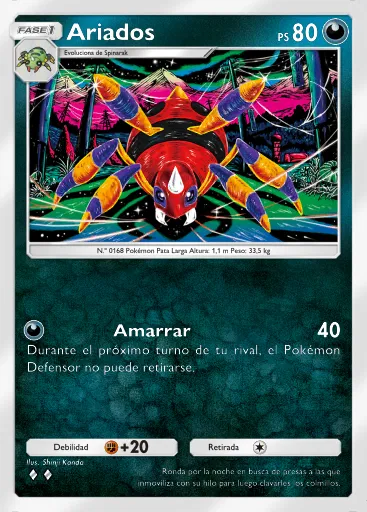 FASE 1
Ariados
PS 80
Evoluciona de Spinarak
N.º 0168 Pokémon Pata Larga Altura: 1,1 m Peso: 33,5 kg
Amarrar 40
Durante el próximo turno de tu rival, el Pokémon
Defensor no puede retirarse.
Debilidad +20 Retirada
Ilus. Shinji Kanda
Ronda por la noche en busca de presas a las que
inmoviliza con su hilo para luego clavarles los colmillos.